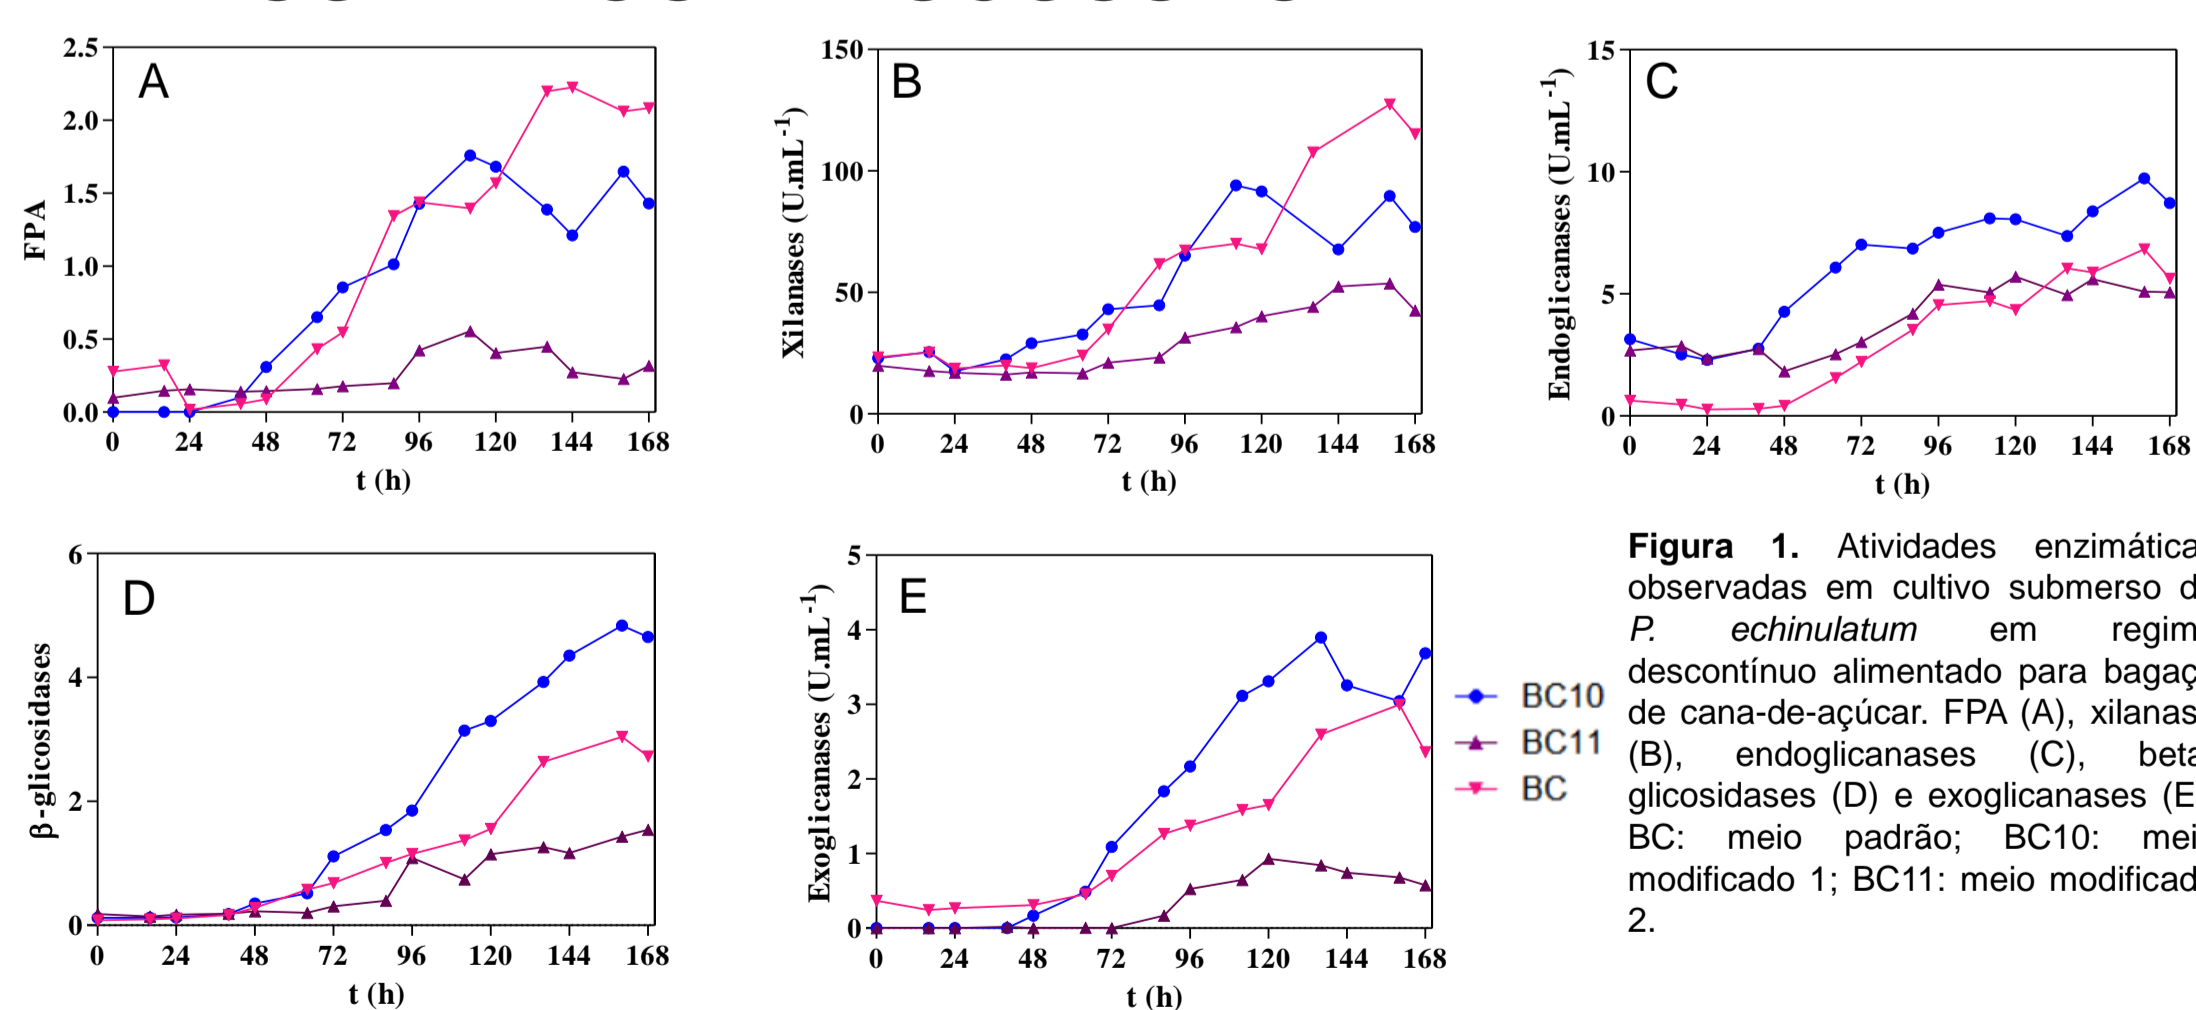 A
2.5
2.0
1.5
1.0
0.5
0.0
FPA
0 24 48 72 96 120 144 168
t (h)
B
150
100
50
0
Xilanases (U.mL⁻¹)
0 24 48 72 96 120 144 168
t (h)
C
15
10
5
0
Endoglicanases (U.mL⁻¹)
0 24 48 72 96 120 144 168
t (h)
D
6
4
2
0
β-glicosidases
0 24 48 72 96 120 144 168
t (h)
E
5
4
3
2
1
0
Exoglicanases (U.mL⁻¹)
0 24 48 72 96 120 144 168
t (h)
BC10
BC11
BC
Figura 1. Atividades enzimática
observadas em cultivo submerso d
P. echinulatum em regim
descontínuo alimentado para bagaç
de cana-de-açúcar. FPA (A), xilanas
(B), endoglicanases (C), beta
glicosidases (D) e exoglicanases (E
BC: meio padrão; BC10: mei
modificado 1; BC11: meio modificad
2.